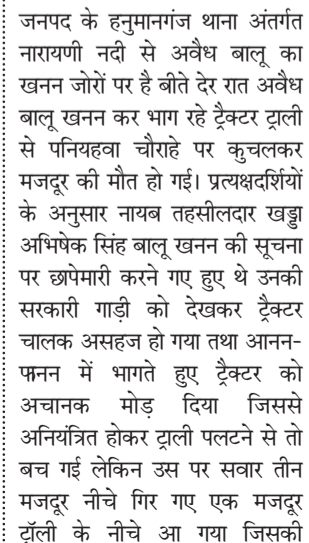 जनपद के हनुमानगंज थाना अंतर्गत
नारायणी नदी से अवैध बालू का
खनन जोरों पर है बीते देर रात अवैध
बालू खनन कर भाग रहे ट्रैक्टर ट्राली
से पनियहवा चौराहे पर कुचलकर
मजदूर की मौत हो गई। प्रत्यक्षदर्शियों
के अनुसार नायब तहसीलदार खड्डा
अभिषेक सिंह बालू खनन की सूचना
पर छापेमारी करने गए हुए थे उनकी
सरकारी गाड़ी को देखकर ट्रैक्टर
चालक असहज हो गया तथा आनन-
फानन में भागते हुए ट्रैक्टर को
अचानक मोड़ दिया जिससे
अनियंत्रित होकर ट्राली पलटने से तो
बच गई लेकिन उस पर सवार तीन
मजदूर नीचे गिर गए एक मजदूर
ट्रॉली के नीचे आ गया जिसकी